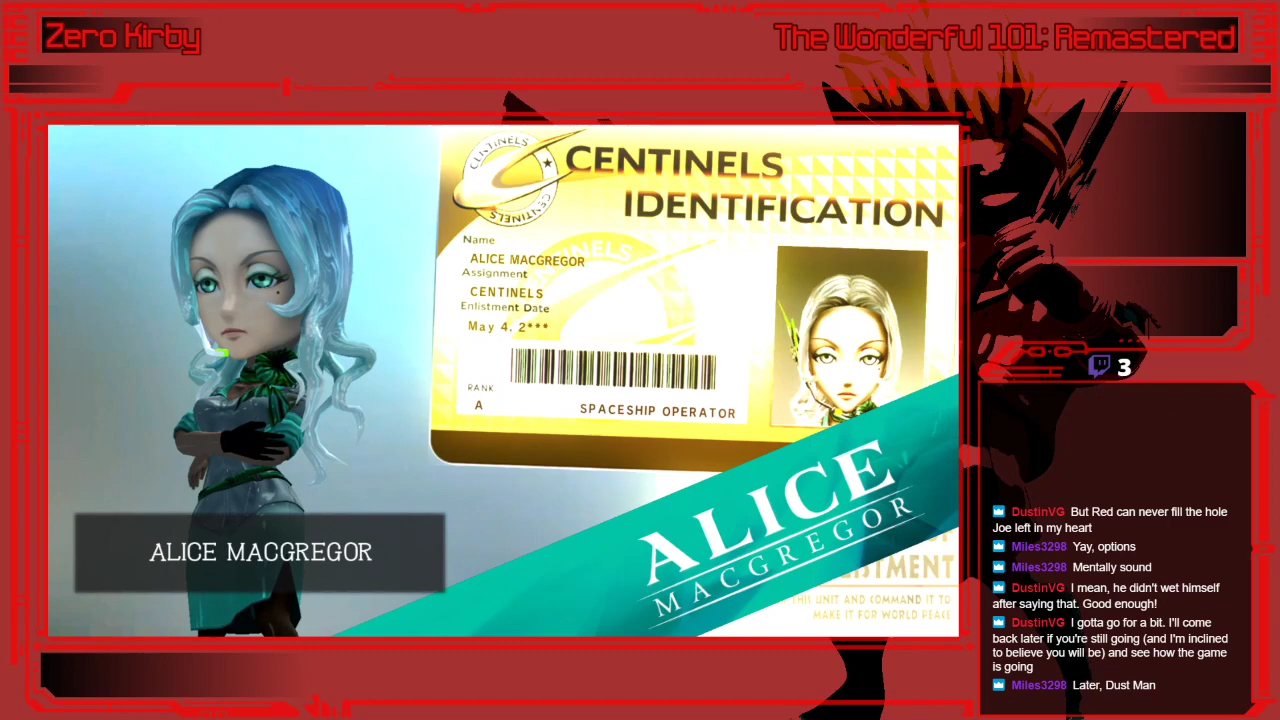 Zero Kirby
The Wonderful 101: Remastered
CENTINELS
CENTINELS
CENTINELS
IDENTIFICATION
Name
ALICE MACGREGOR
Assignment
CENTINELS
Enlistment Date
May 4. 2***
RANK
A
SPACESHIP OPERATOR
ALICE
MACGREGOR
ALICE MACGREGOR
THIS UNIT AND COMMAND IT TO
MAKE IT FOR WORLD PEACE
3
DustinVG But Red can never fill the hole
Joe left in my heart
Miles3298 Yay, options
Miles3298 Mentally sound
DustinVG I mean, he didn't wet himself
after saying that. Good enough!
DustinVG I gotta go for a bit. I'll come
back later if you're still going (and I'm inclined
to believe you will be) and see how the game
is going
Miles3298 Later, Dust Man